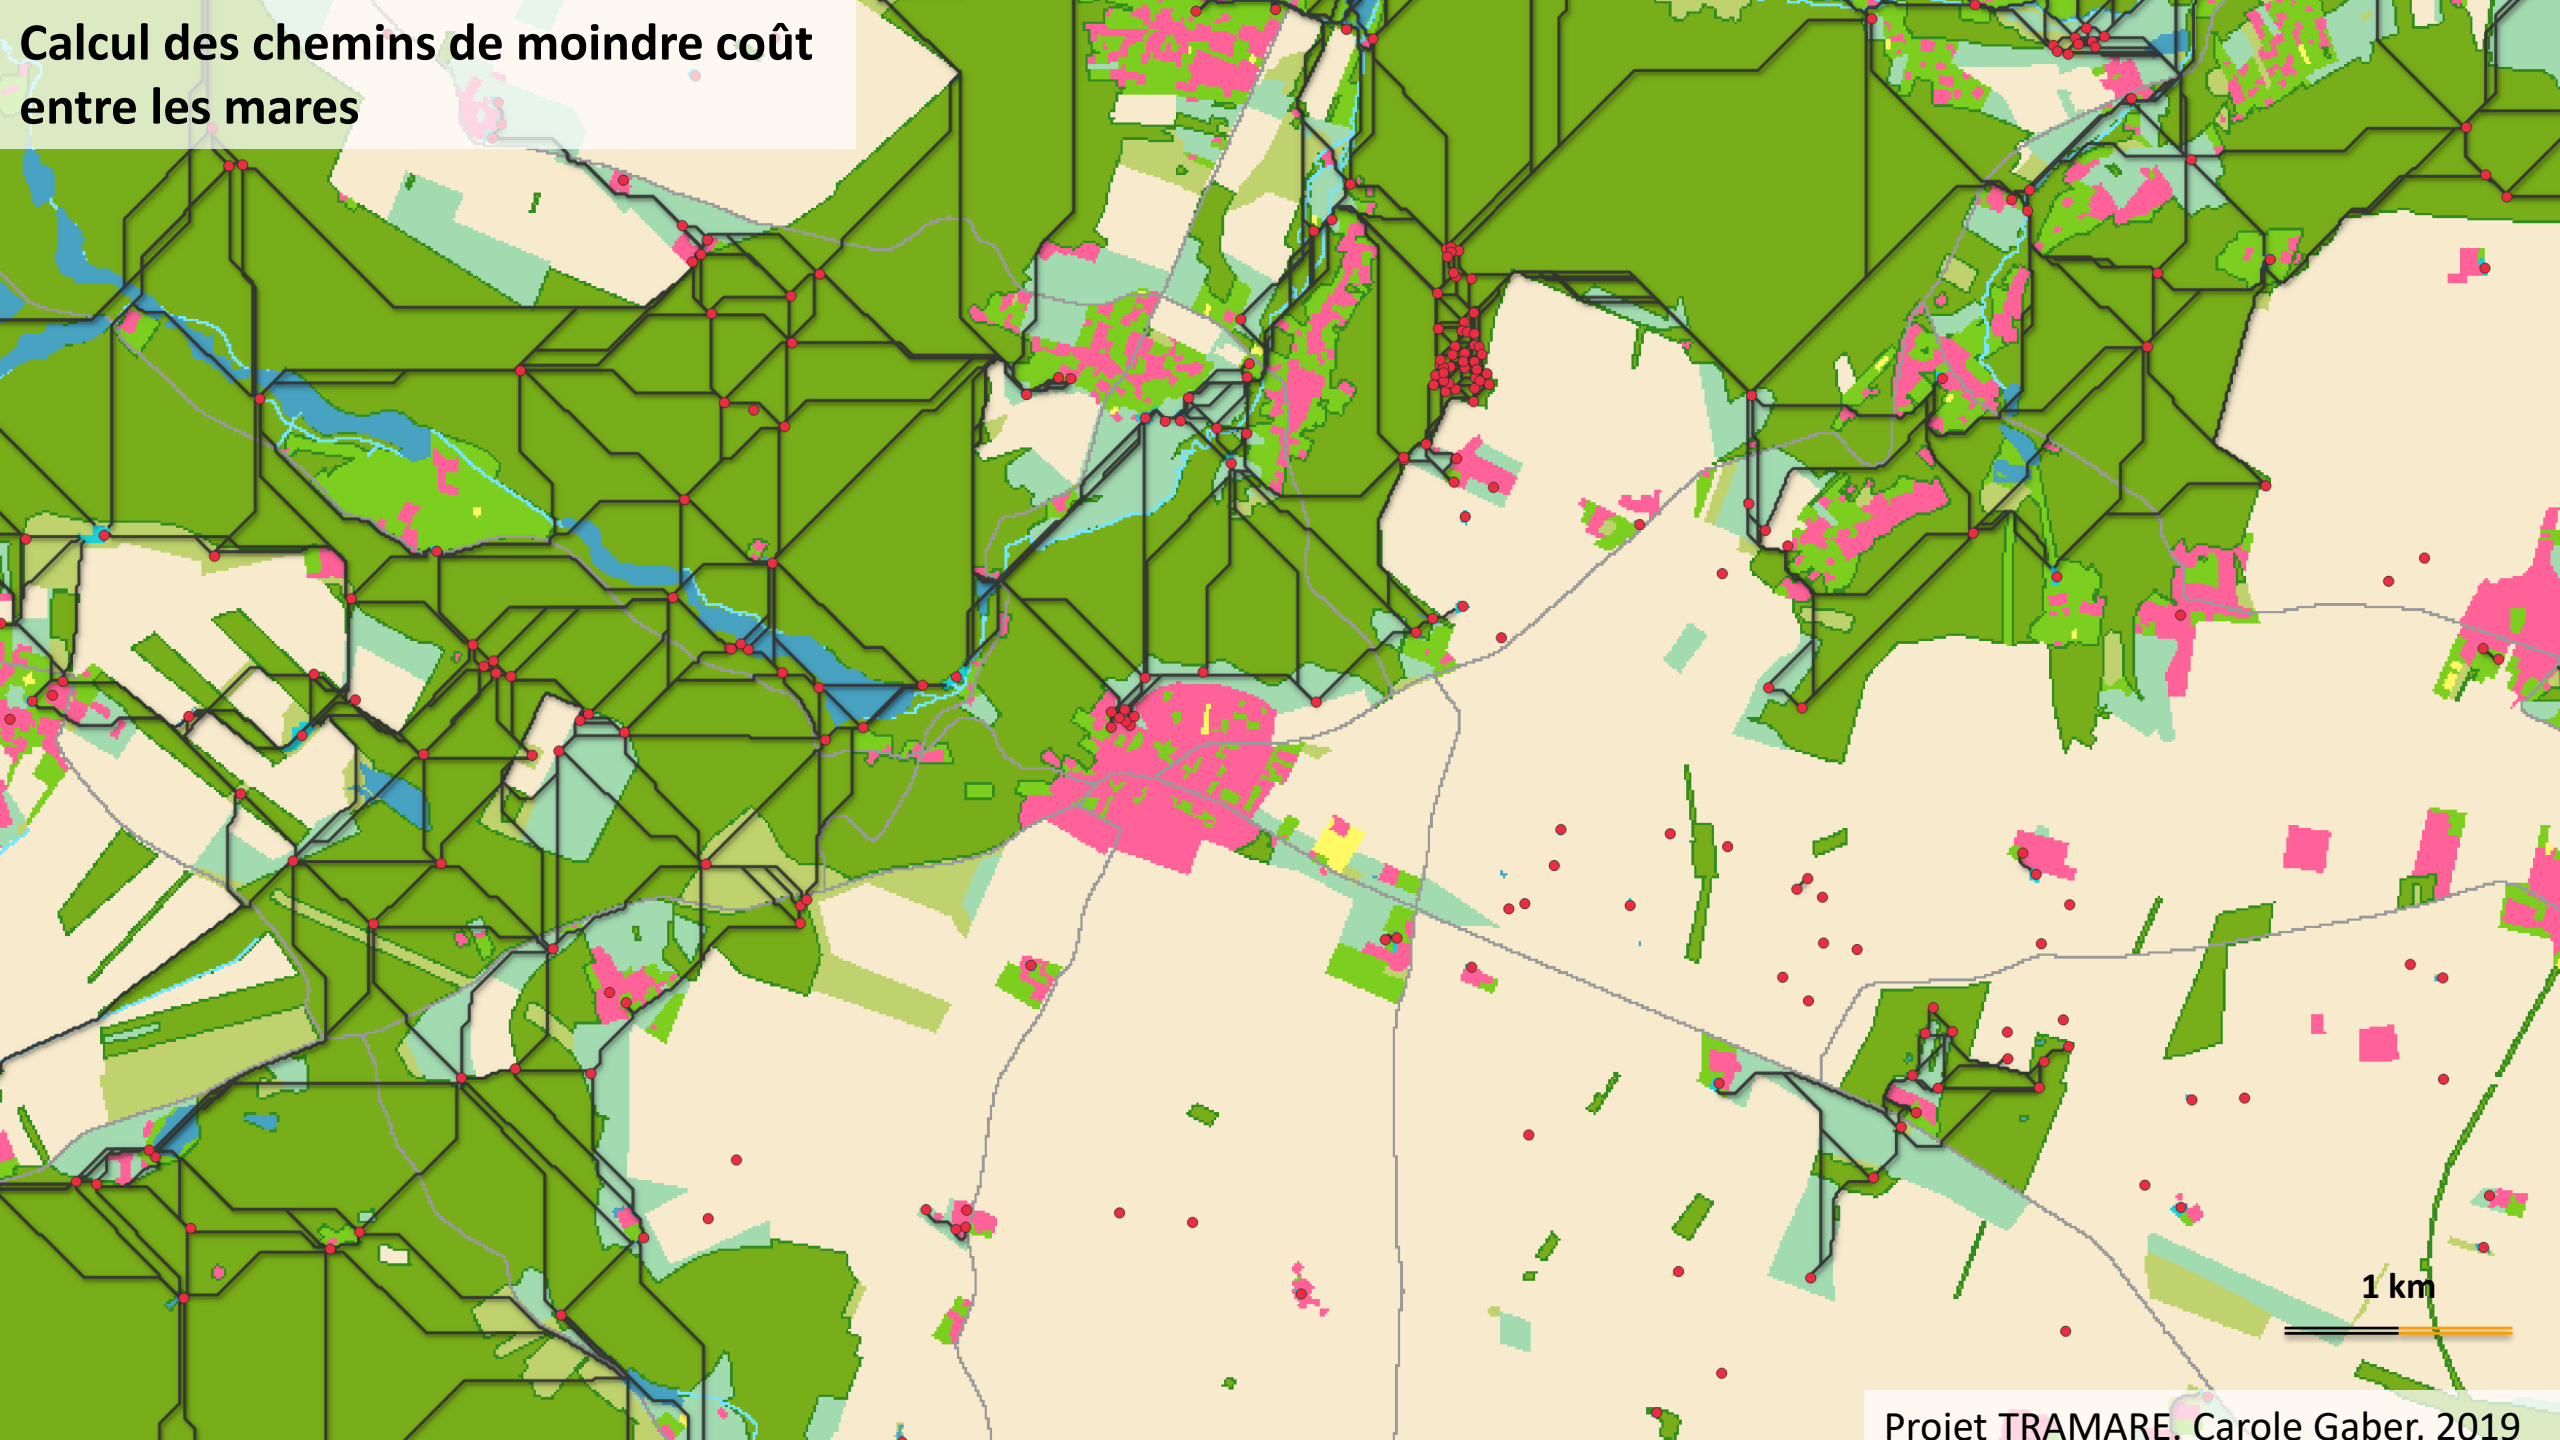 Calcul des chemins de moindre coût
entre les mares
1 km
Projet TRAMARE. Carole Gaber, 2019